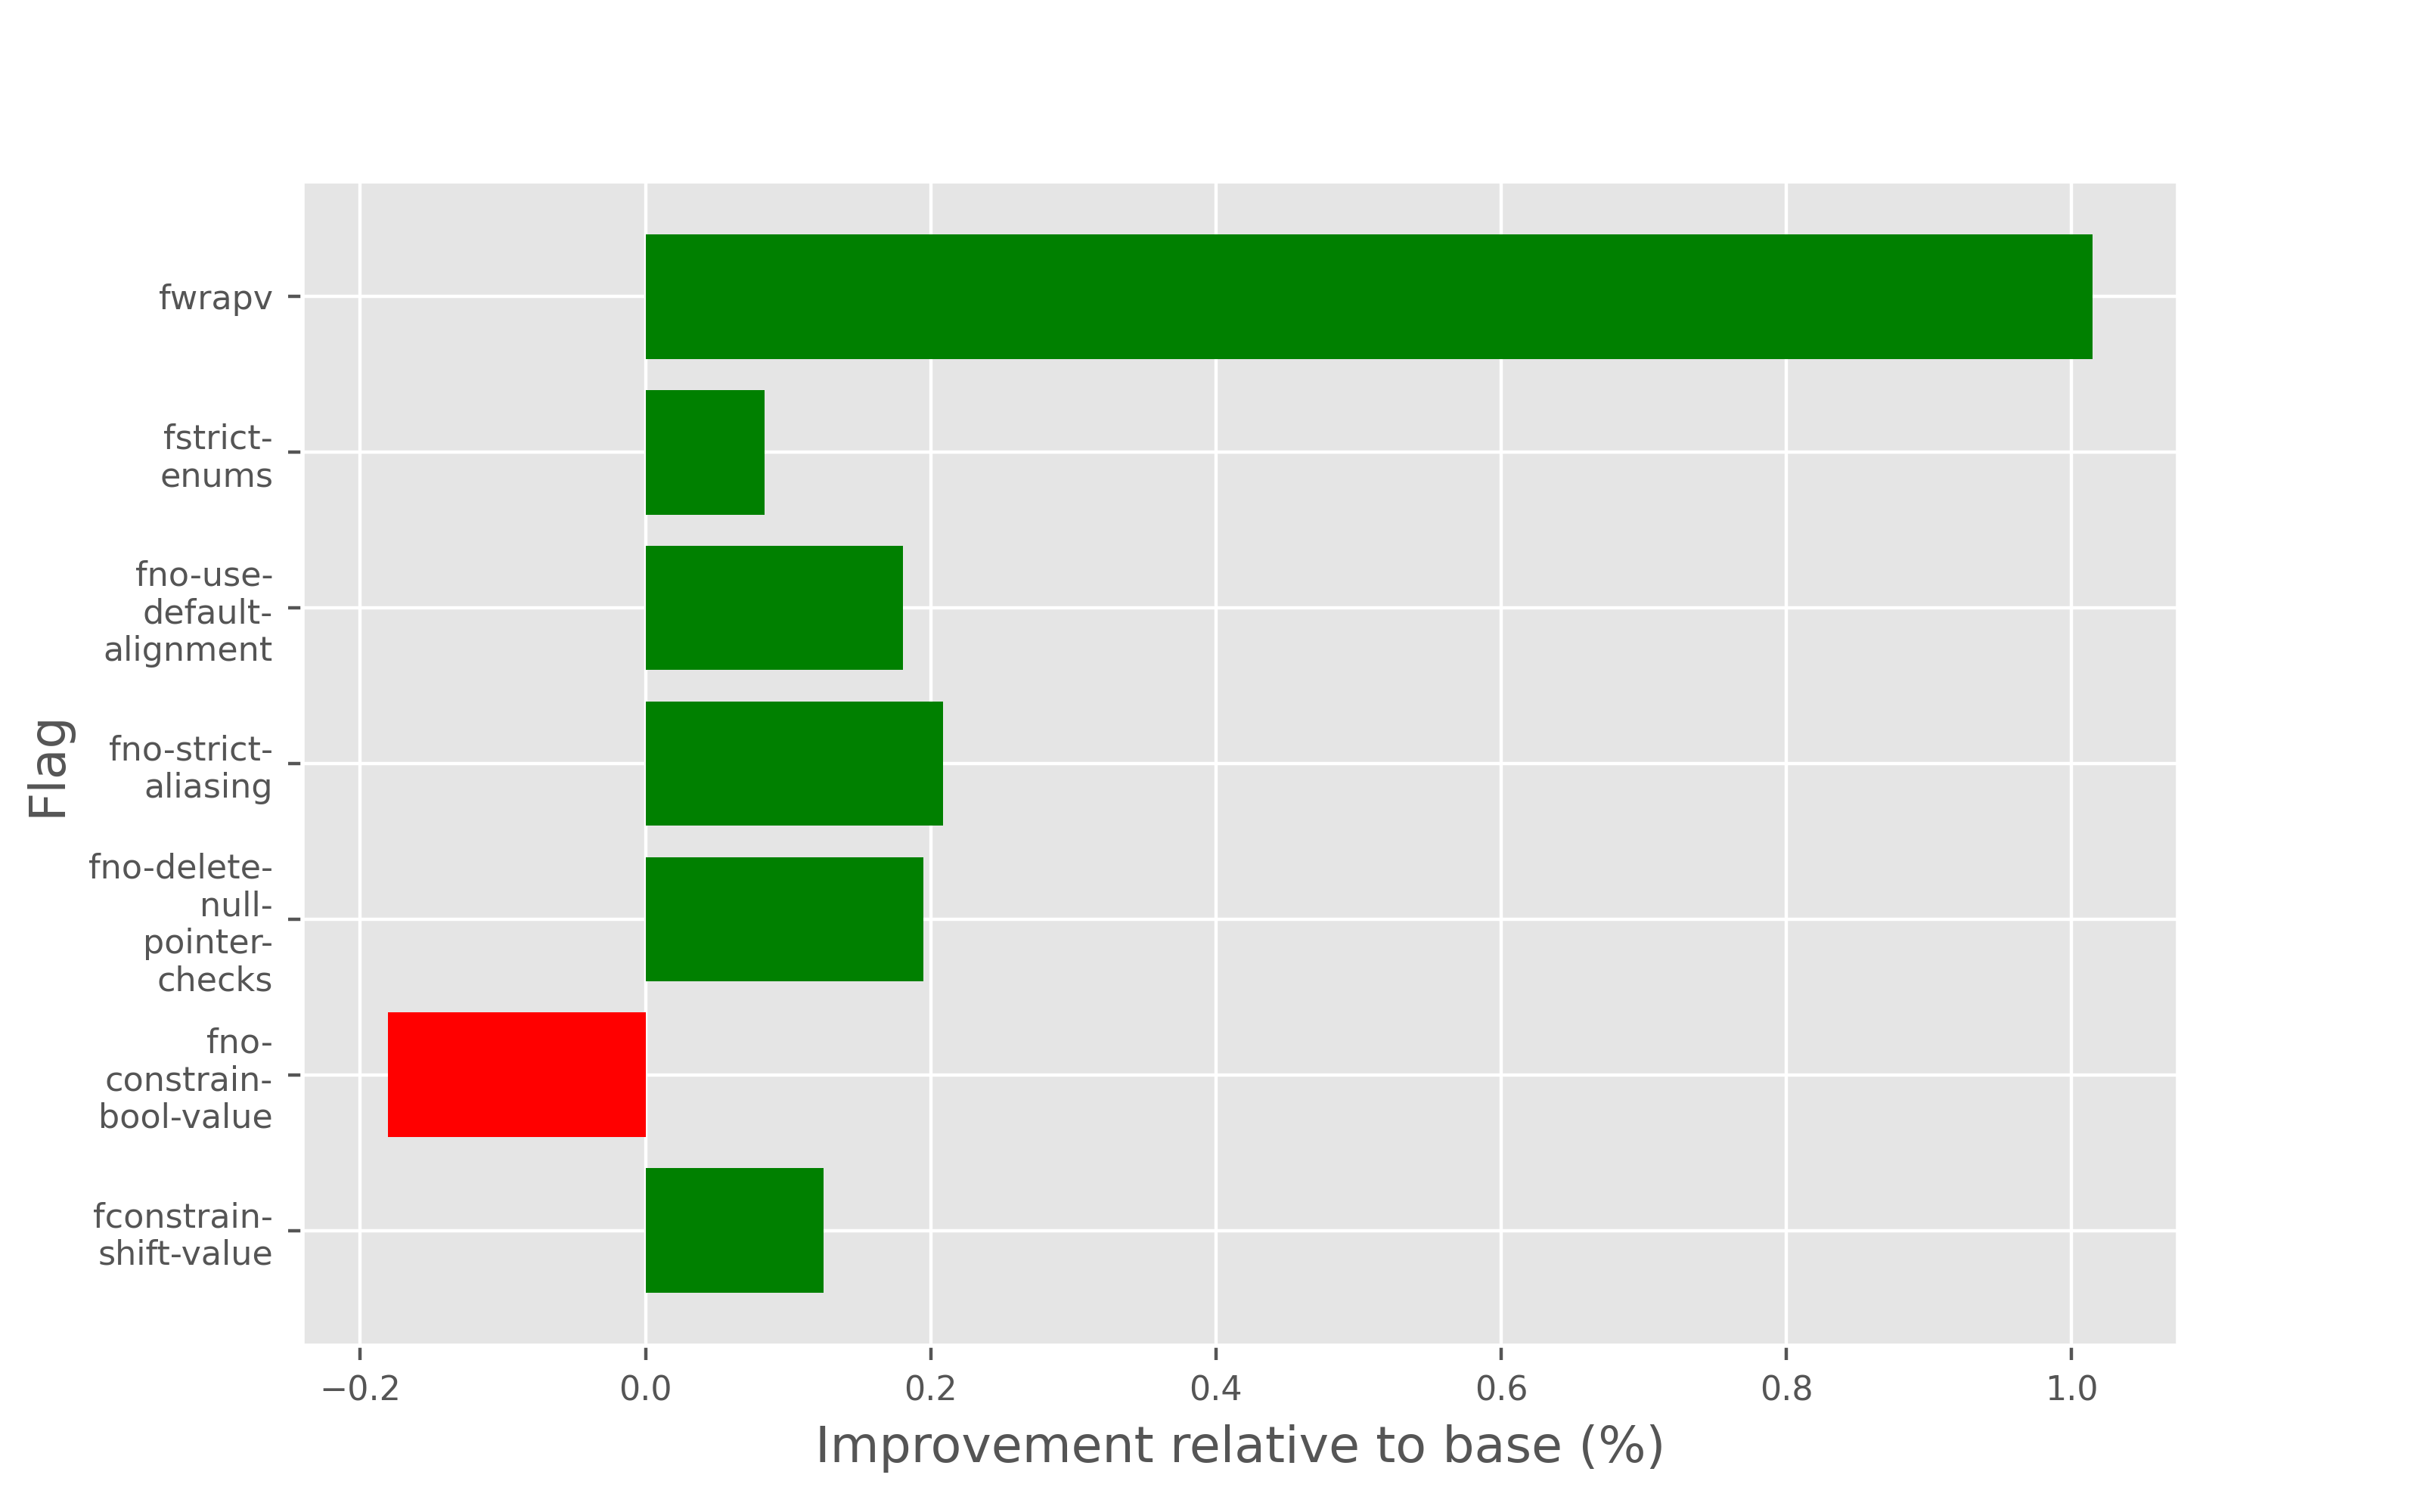 fwrapv
fstrict-
enums
fno-use-
default-
alignment
fno-strict-
aliasing
fno-delete-
null-
pointer-
checks
fno-
constrain-
bool-value
fconstrain-
shift-value
Flag
−0.2
0.0
0.2
0.4
0.6
0.8
1.0
Improvement relative to base (%)